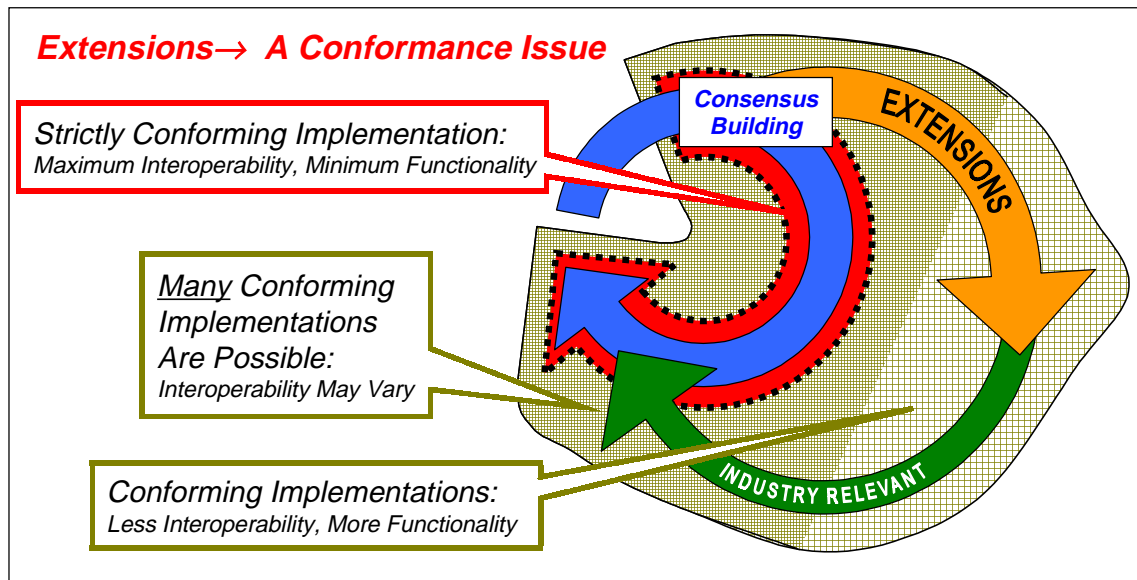 Extensions→ A Conformance Issue
Consensus
Building
EXTENSIONS
Strictly Conforming Implementation:
Maximum Interoperability, Minimum Functionality
Many Conforming
Implementations
Are Possible:
Interoperability May Vary
Conforming Implementations:
Less Interoperability, More Functionality
INDUSTRY RELEVANT